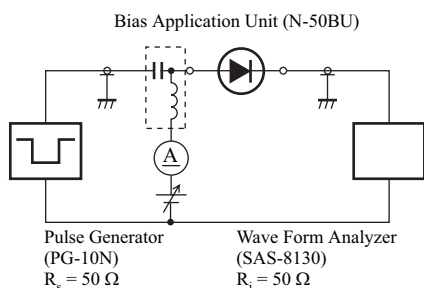 Bias Application Unit (N-50BU)
A
Pulse Generator
(PG-10N)
Rs = 50 Ω
Wave Form Analyzer
(SAS-8130)
Ri = 50 Ω